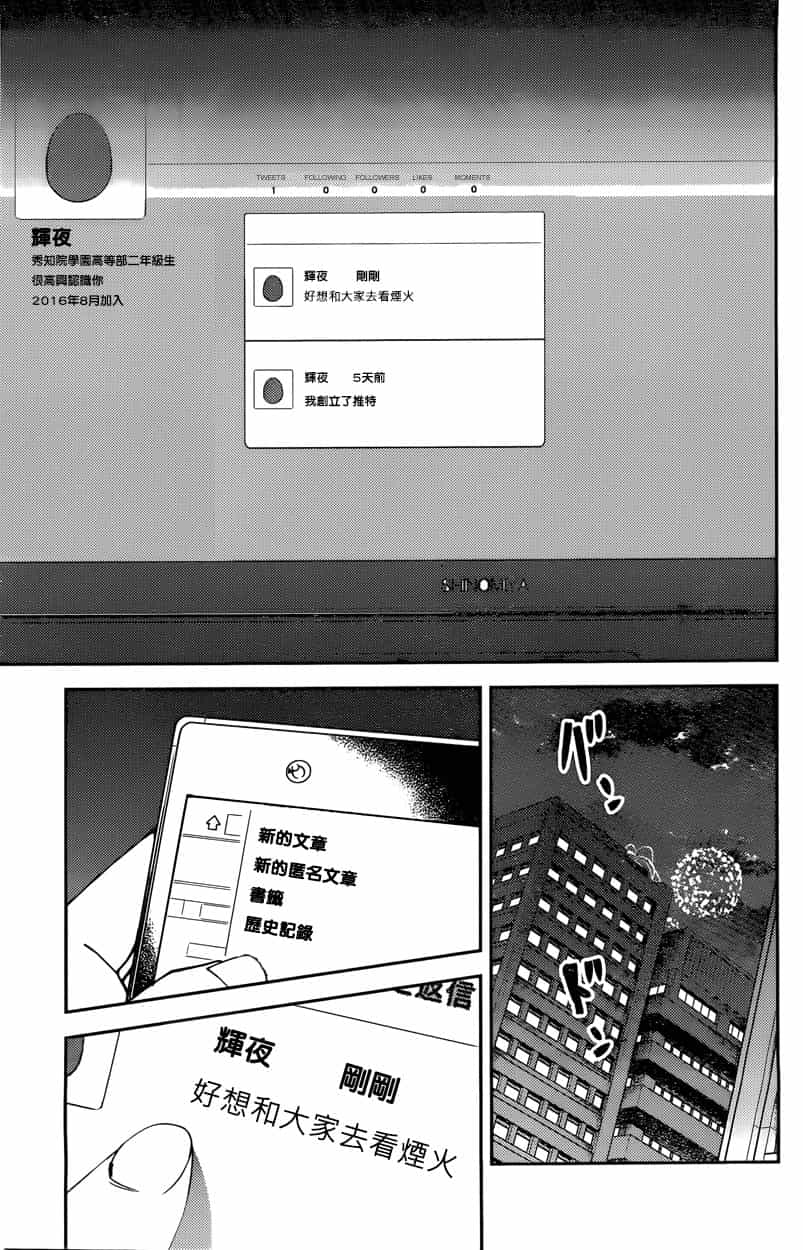 TWEETS FOLLOWING FOLLOWERS LIKES MOMENTS
1 0 0 0 0
輝夜
秀知院學園高等部二年級生
很高興認識你
2016年8月加入
輝夜 剛剛
好想和大家去看煙火
輝夜 5天前
我創立了推特
SHINOMIYA
バン
ドン
新的文章
新的匿名文章
書籤
歷史記錄
返信
輝夜 剛剛
好想和大家去看煙火